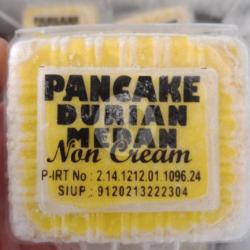 PANCAKE
DURIAN
MEDAN
Non Cream
P-IRT No : 2.14.1212.01.1096.24
SIUP : 9120213222304